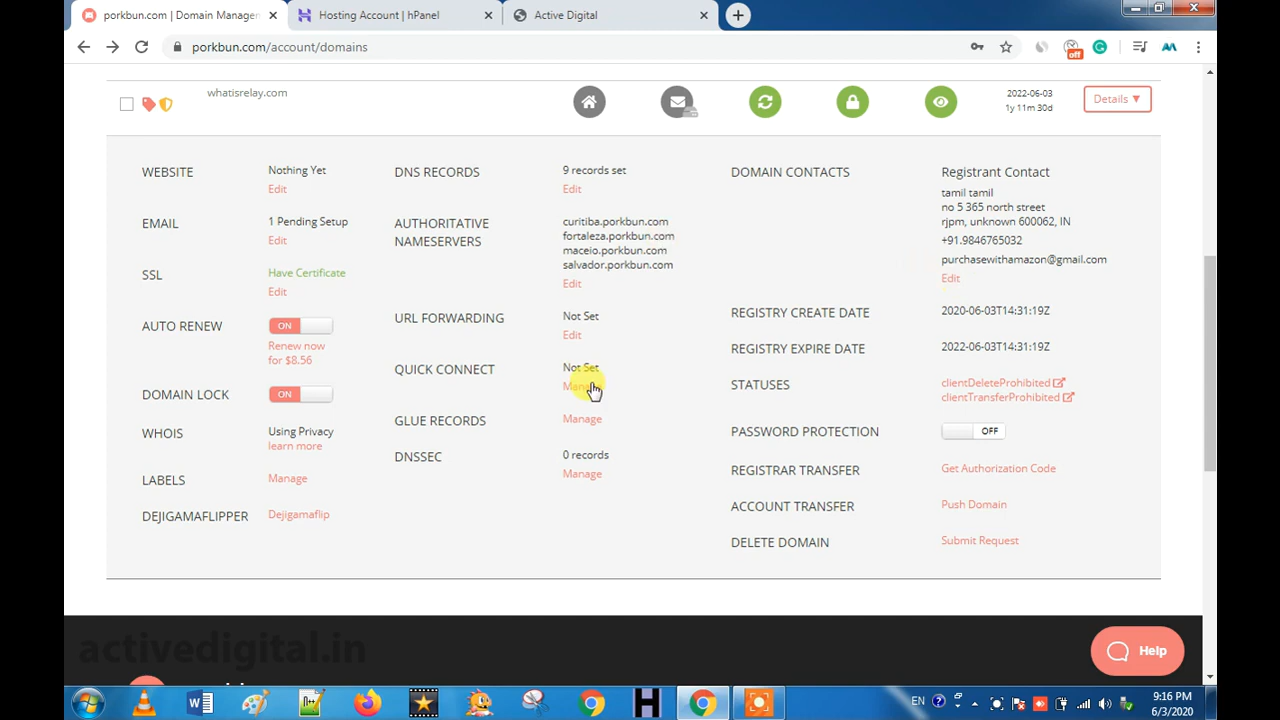 porkbun.com | Domain Manager
Hosting Account | hPanel
Active Digital
porkbun.com/account/domains
off
whatisrelay.com
2022-06-03
1y 11m 30d
Details ▼
WEBSITE
Nothing Yet
Edit
EMAIL
1 Pending Setup
Edit
SSL
Have Certificate
Edit
AUTO RENEW
ON
Renew now
for $8.56
DOMAIN LOCK
ON
WHOIS
Using Privacy
learn more
LABELS
Manage
DEJIGAMAFLIPPER
Dejigamaflip
DNS RECORDS
9 records set
Edit
AUTHORITATIVE
NAMESERVERS
curitiba.porkbun.com
fortaleza.porkbun.com
maceio.porkbun.com
salvador.porkbun.com
Edit
URL FORWARDING
Not Set
Edit
QUICK CONNECT
Not Set
Manage
GLUE RECORDS
Manage
DNSSEC
0 records
Manage
DOMAIN CONTACTS
Registrant Contact
tamil tamil
no 5 365 north street
rjpm, unknown 600062, IN
+91.9846765032
purchasewithamazon@gmail.com
Edit
REGISTRY CREATE DATE
2020-06-03T14:31:19Z
REGISTRY EXPIRE DATE
2022-06-03T14:31:19Z
STATUSES
clientDeleteProhibited
clientTransferProhibited
PASSWORD PROTECTION
OFF
REGISTRAR TRANSFER
Get Authorization Code
ACCOUNT TRANSFER
Push Domain
DELETE DOMAIN
Submit Request
activedigital.in
Help
EN
9:16 PM
6/3/2020